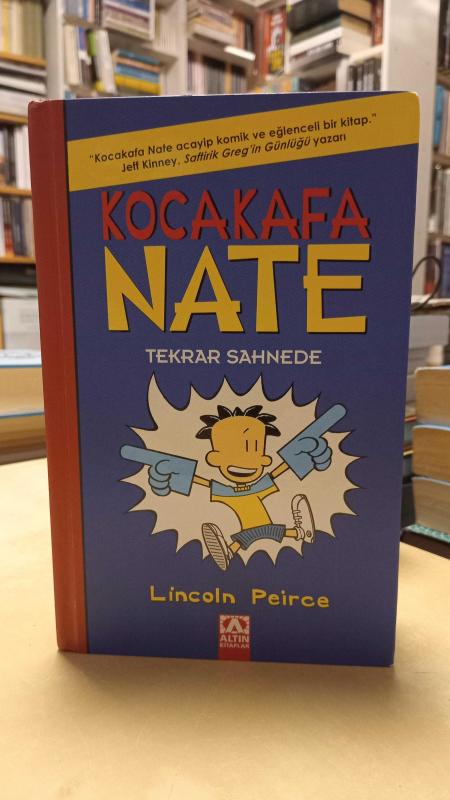 "Kocakafa Nate acayip komik ve eğlenceli bir kitap."
Jeff Kinney, Saftirik Greg'in Günlüğü yazarı
KOCAKAFA
NATE
TEKRAR SAHNEDE
Lincoln Peirce
ALTIN
KİTAPLAR